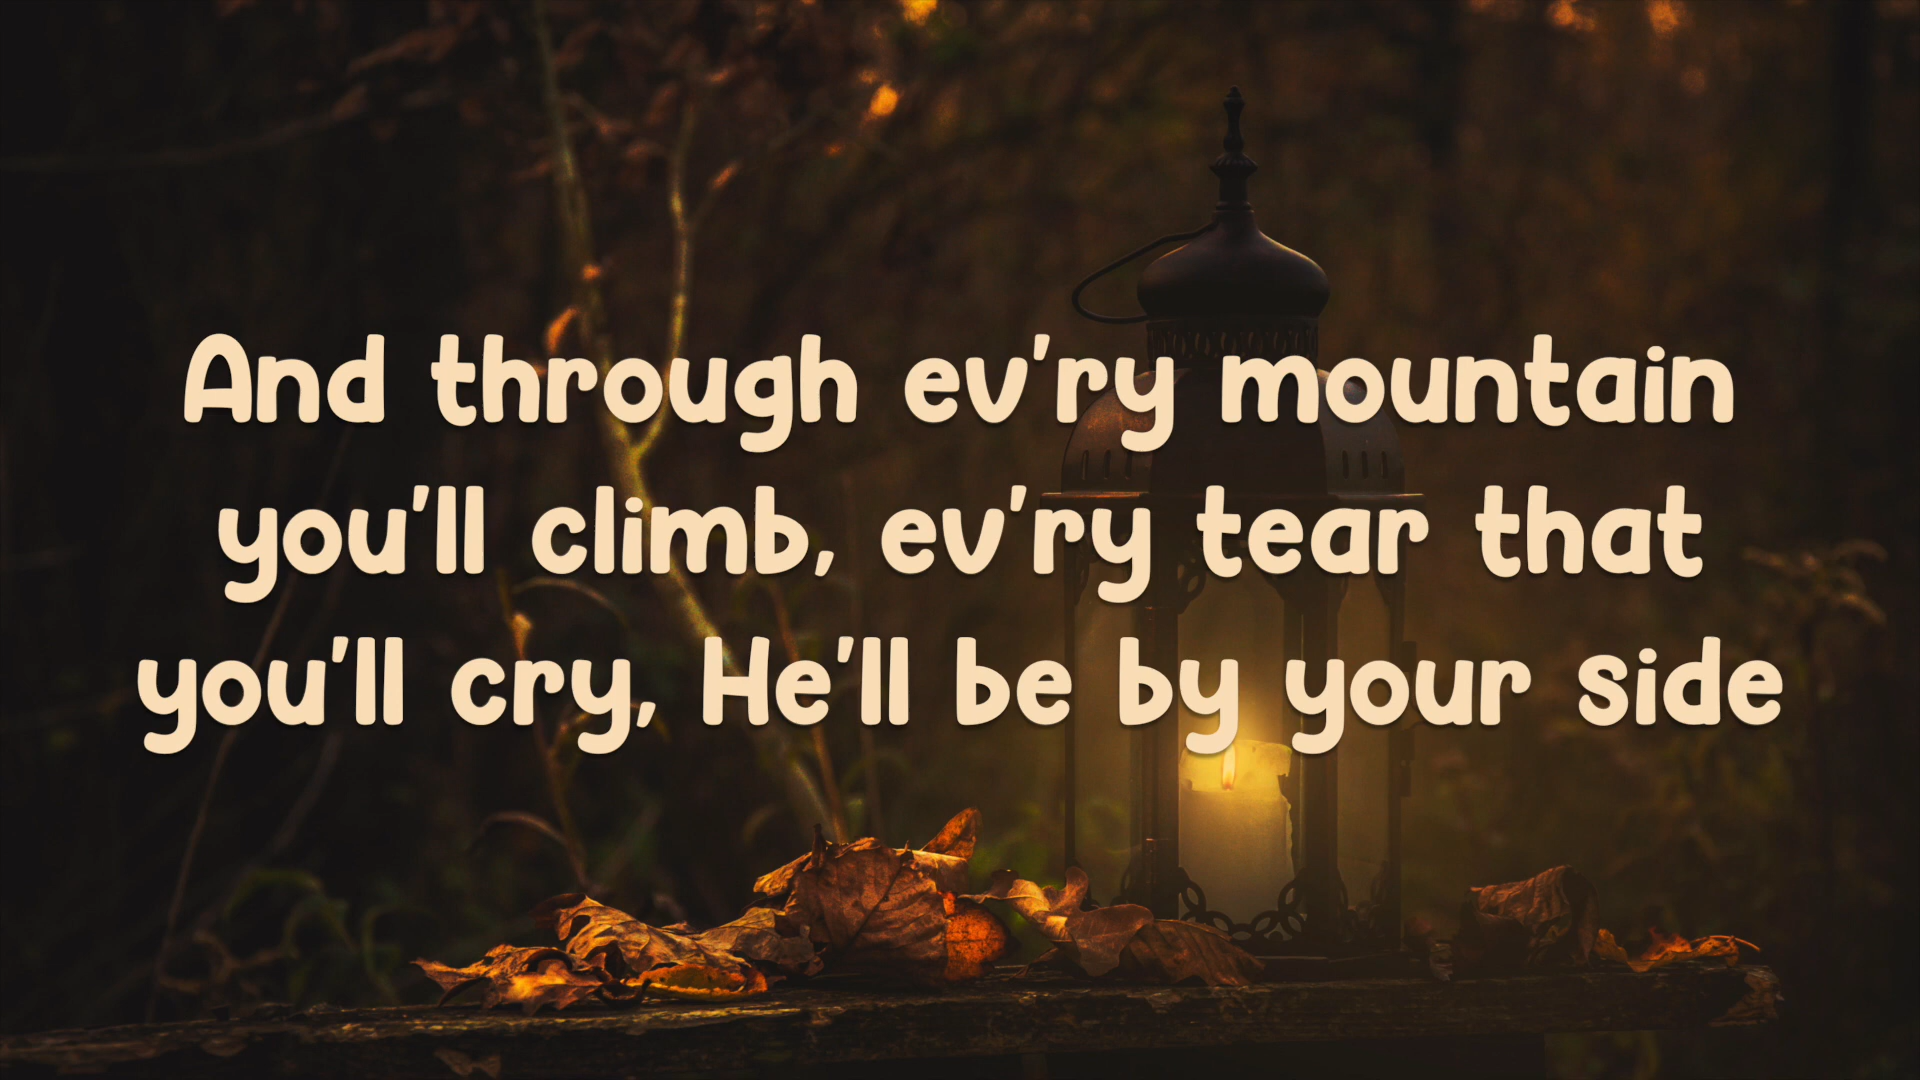 And through ev'ry mountain
you'll climb, ev'ry tear that
you'll cry, He'll be by your side